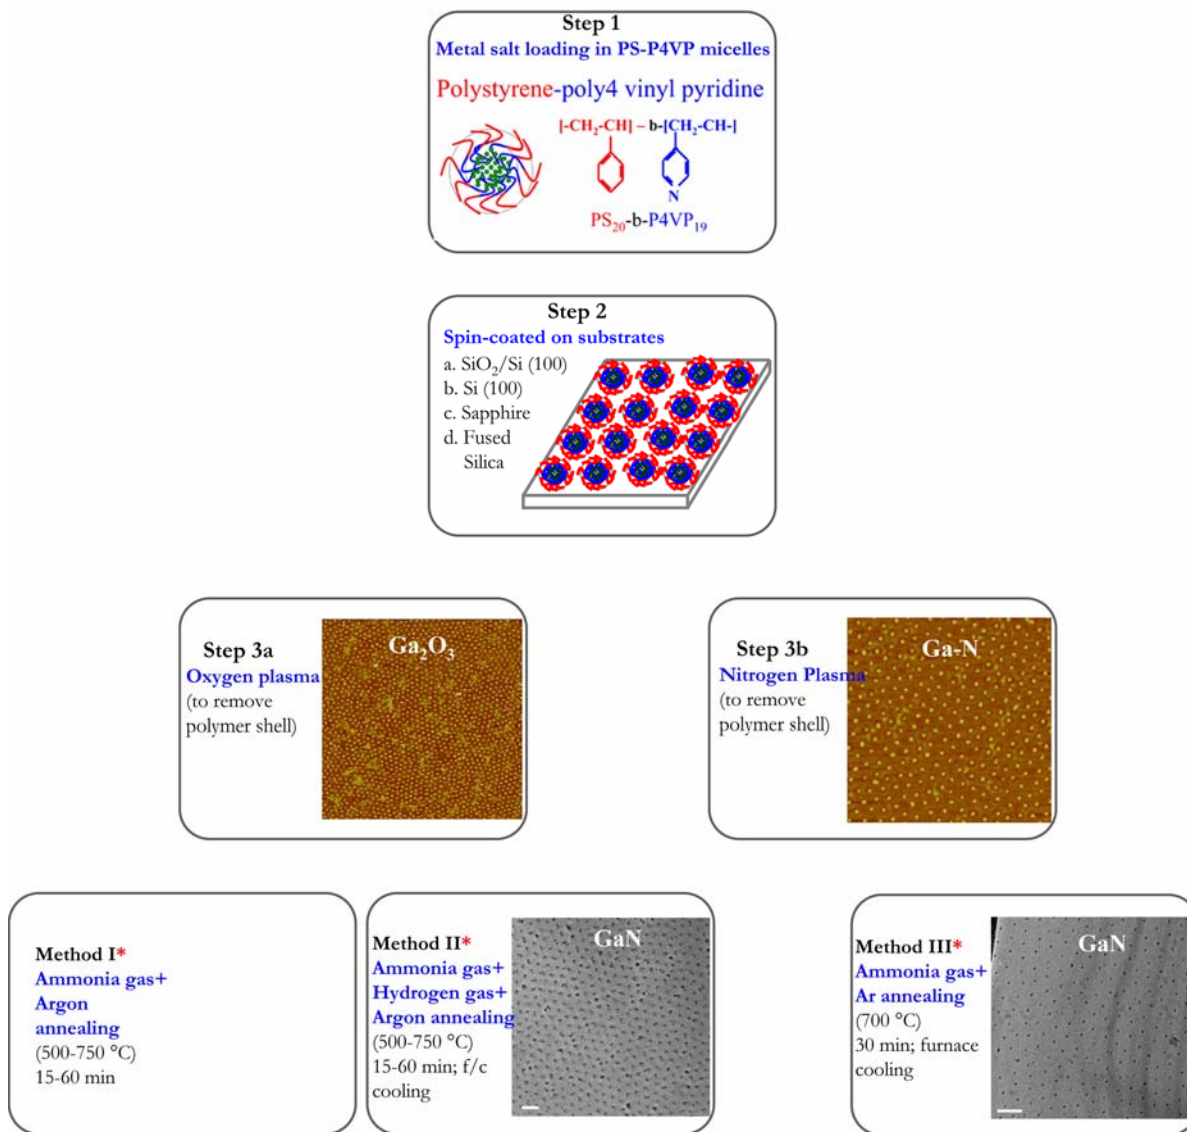 Step 1
Metal salt loading in PS-P4VP micelles
Polystyrene-poly4 vinyl pyridine
[-CH₂-CH] – b-[CH₂-CH-]
N
PS₂₀-b-P4VP₁₉
Step 2
Spin-coated on substrates
a. SiO₂/Si (100)
b. Si (100)
c. Sapphire
d. Fused
Silica
Step 3a
Oxygen plasma
(to remove
polymer shell)
Ga₂O₃
Step 3b
Nitrogen Plasma
(to remove
polymer shell)
Ga-N
Method I*
Ammonia gas+
Argon
annealing
(500-750 °C)
15-60 min
Method II*
Ammonia gas+
Hydrogen gas+
Argon annealing
(500-750 °C)
15-60 min; f/c
cooling
GaN
Method III*
Ammonia gas+
Ar annealing
(700 °C)
30 min; furnace
cooling
GaN